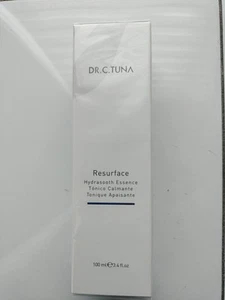 DR.C.TUNA
Resurface
Hydrasooth Essence
Tónico Calmante
Tonique Apaisante
100 ml ℮ 3.4 fl.oz